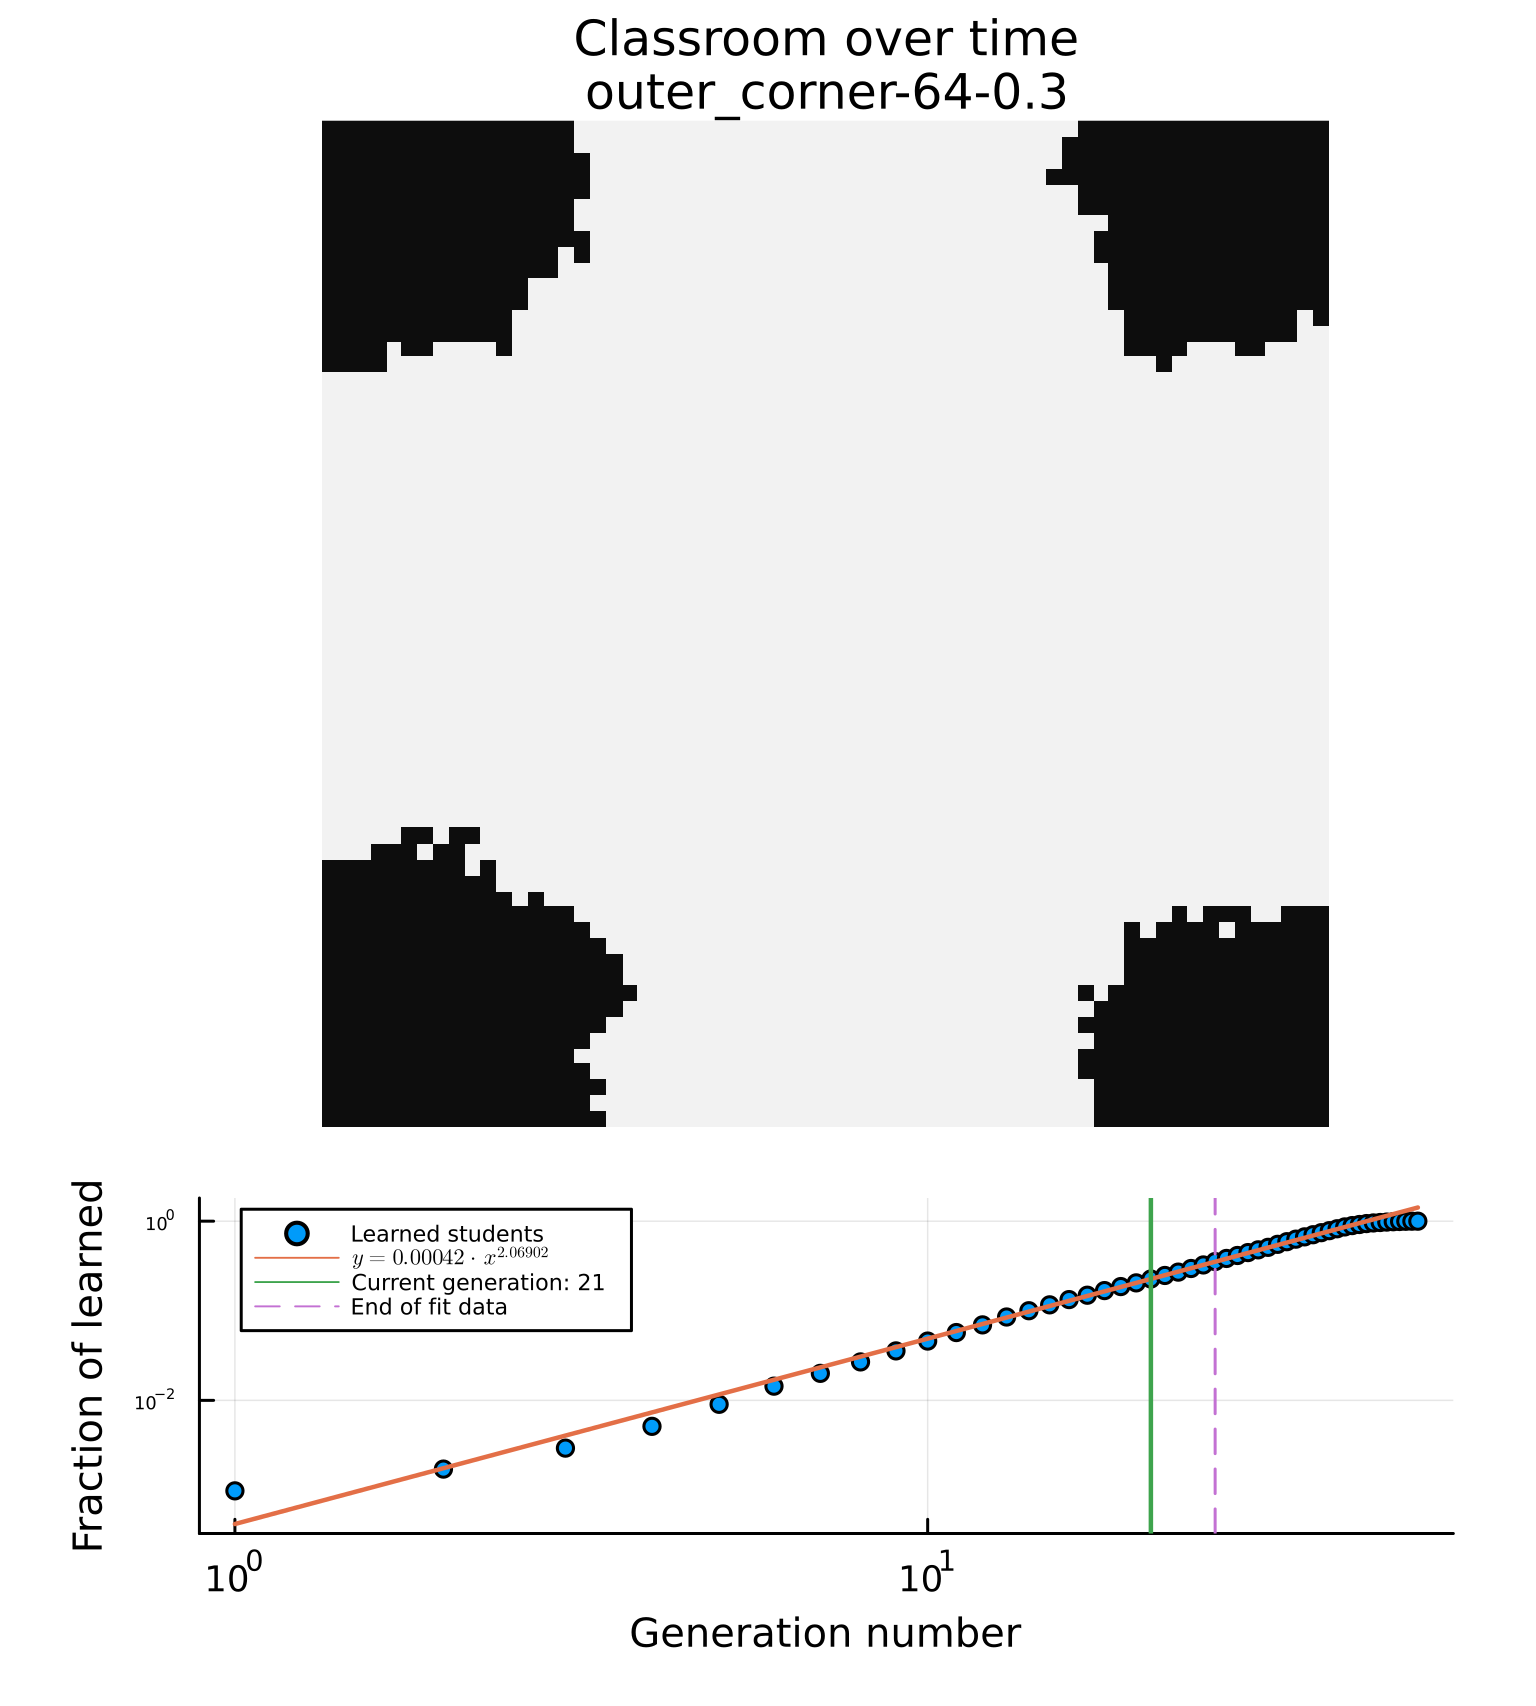 Classroom over time
outer_corner-64-0.3
Fraction of learned
10^0
10^−2
Learned students
y = 0.00042 · x^2.06902
Current generation: 21
End of fit data
10^0
10^1
Generation number